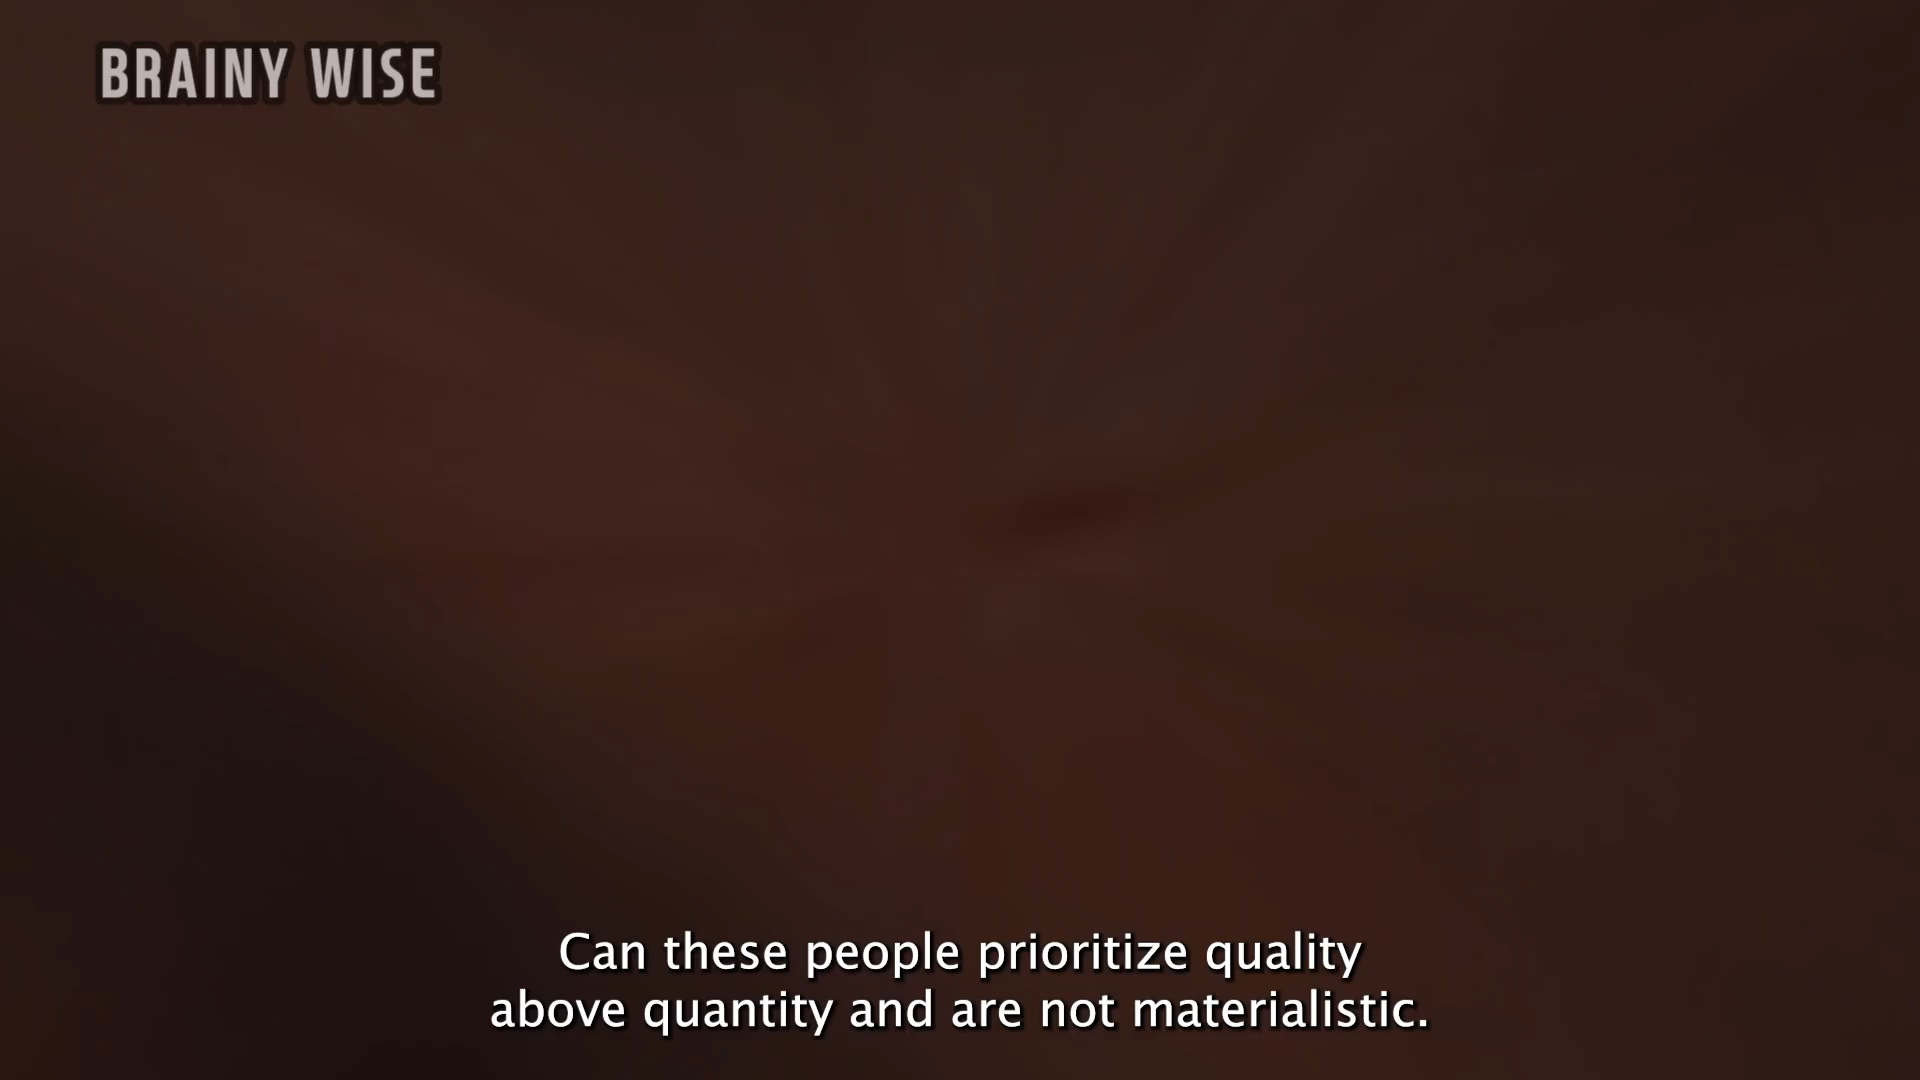 BRAINY WISE
Can these people prioritize quality
above quantity and are not materialistic.